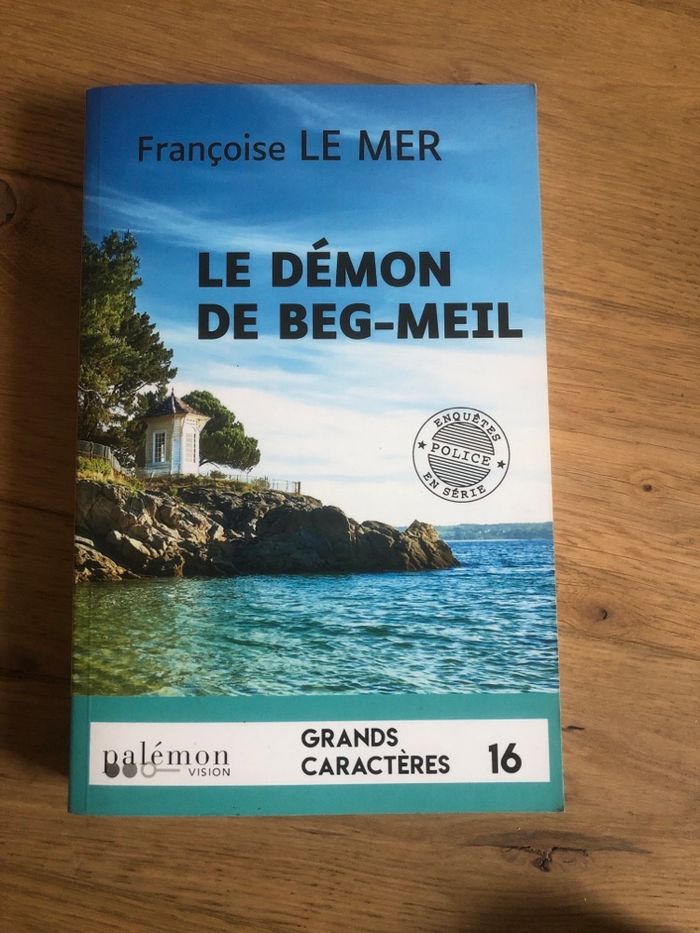 Françoise LE MER
LE DÉMON
DE BEG-MEIL
ENQUÊTES
POLICE
EN SÉRIE
palémon
VISION
GRANDS
CARACTÈRES
16